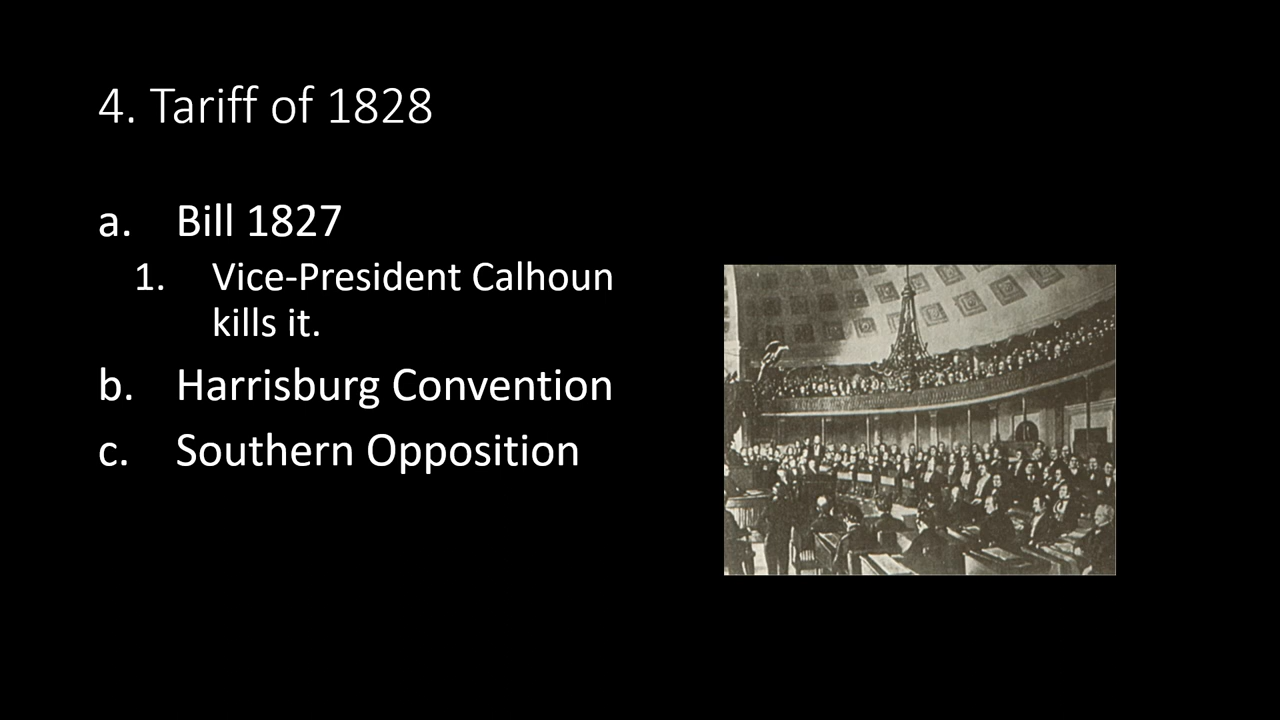 4. Tariff of 1828
a. Bill 1827
1. Vice-President Calhoun
kills it.
b. Harrisburg Convention
c. Southern Opposition